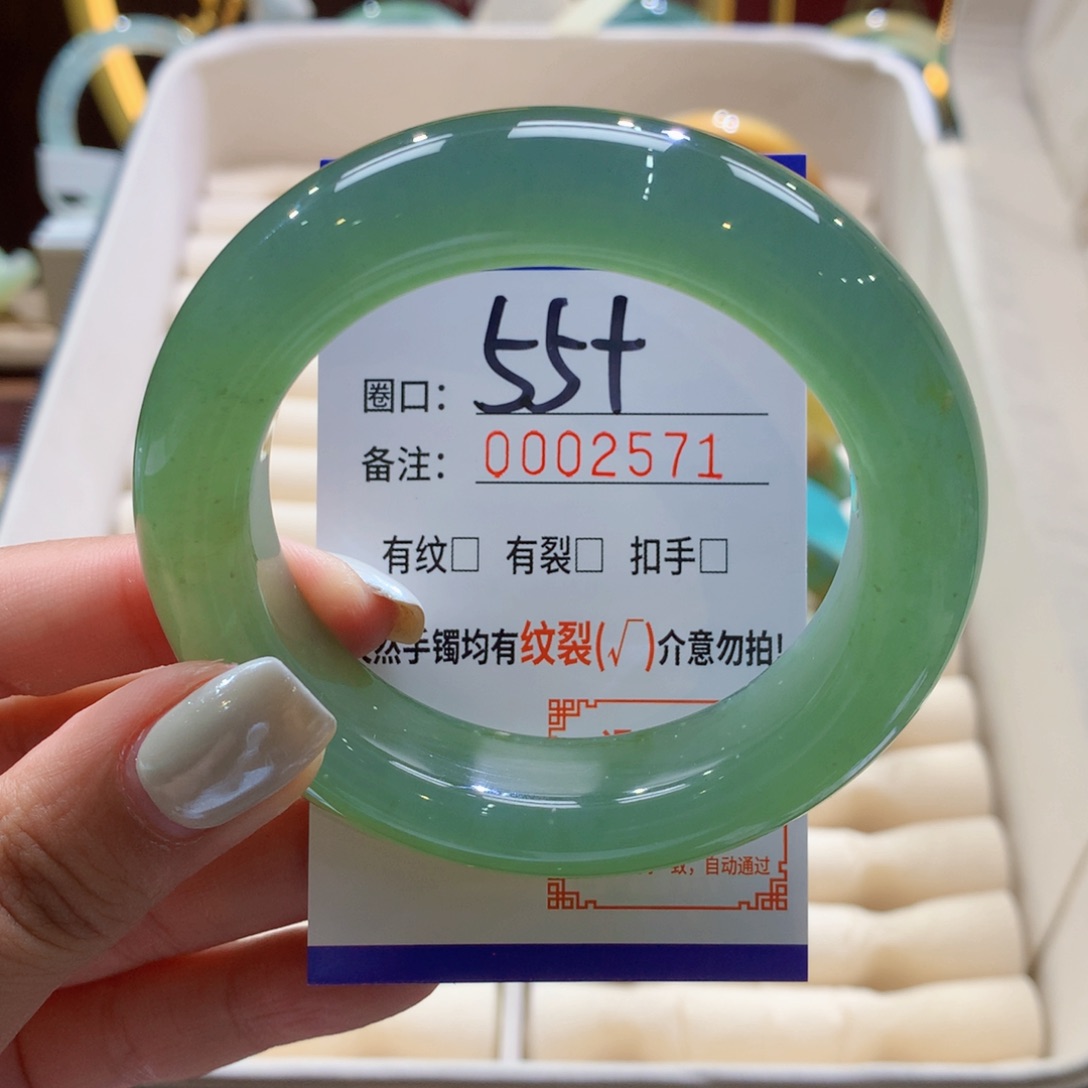 圈口: 55+
备注: 0002571
有纹□ 有裂□ 扣手□
然手镯均有纹裂(√)介意勿拍!
致，自动通过